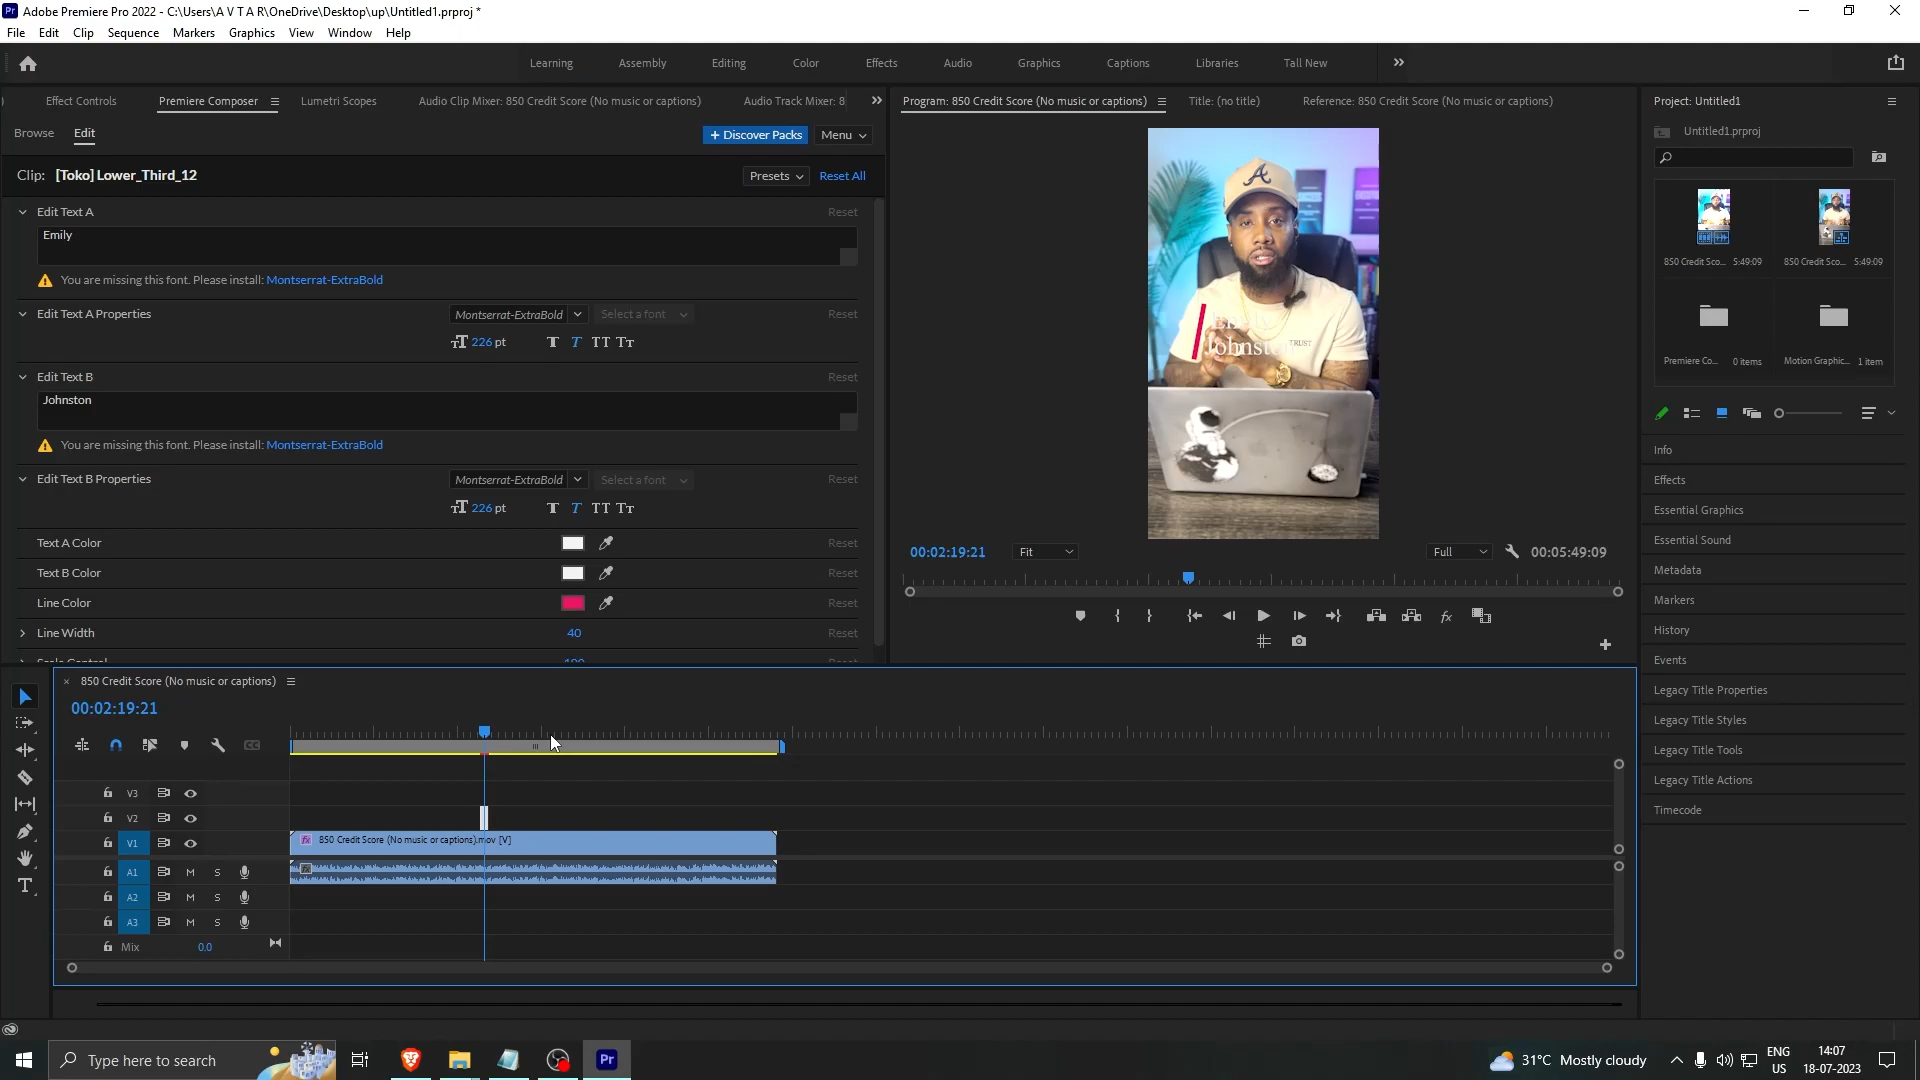 Pr Adobe Premiere Pro 2022 - C:\Users\A V T A R\OneDrive\Desktop\up\Untitled1.prproj *
File Edit Clip Sequence Markers Graphics View Window Help
Learning Assembly Editing Color Effects Audio Graphics Captions Libraries Tall New
Effect Controls Premiere Composer Lumetri Scopes Audio Clip Mixer: 850 Credit Score (No music or captions) Audio Track Mixer: 8
Program: 850 Credit Score (No music or captions) Title: (no title) Reference: 850 Credit Score (No music or captions)
Project: Untitled1
Browse Edit
+ Discover Packs Menu
Untitled1.prproj
Clip: [Toko] Lower_Third_12
Presets Reset All
Edit Text A Reset
Emily
You are missing this font. Please install: Montserrat-ExtraBold
Edit Text A Properties Montserrat-ExtraBold Select a font Reset
226 pt T T TT Tт
Edit Text B Reset
Johnston
You are missing this font. Please install: Montserrat-ExtraBold
Edit Text B Properties Montserrat-ExtraBold Select a font Reset
226 pt T T TT Tт
Text A Color Reset
Text B Color Reset
Line Color Reset
Line Width 40 Reset
A
Emily
Johnston
TRUST
00:02:19:21 Fit Full 00:05:49:09
850 Credit Sco... 5:49:09 850 Credit Sco... 5:49:09
Premiere Co... 0 items Motion Graphic... 1 item
Info
Effects
Essential Graphics
Essential Sound
Metadata
Markers
History
Events
Legacy Title Properties
Legacy Title Styles
Legacy Title Tools
Legacy Title Actions
Timecode
× 850 Credit Score (No music or captions)
00:02:19:21
V3
V2
V1 fx 850 Credit Score (No music or captions).mov [V]
A1 M S
A2 M S
A3 M S
Mix 0.0
Type here to search
Pr
31°C Mostly cloudy
ENG
US
14:07
18-07-2023